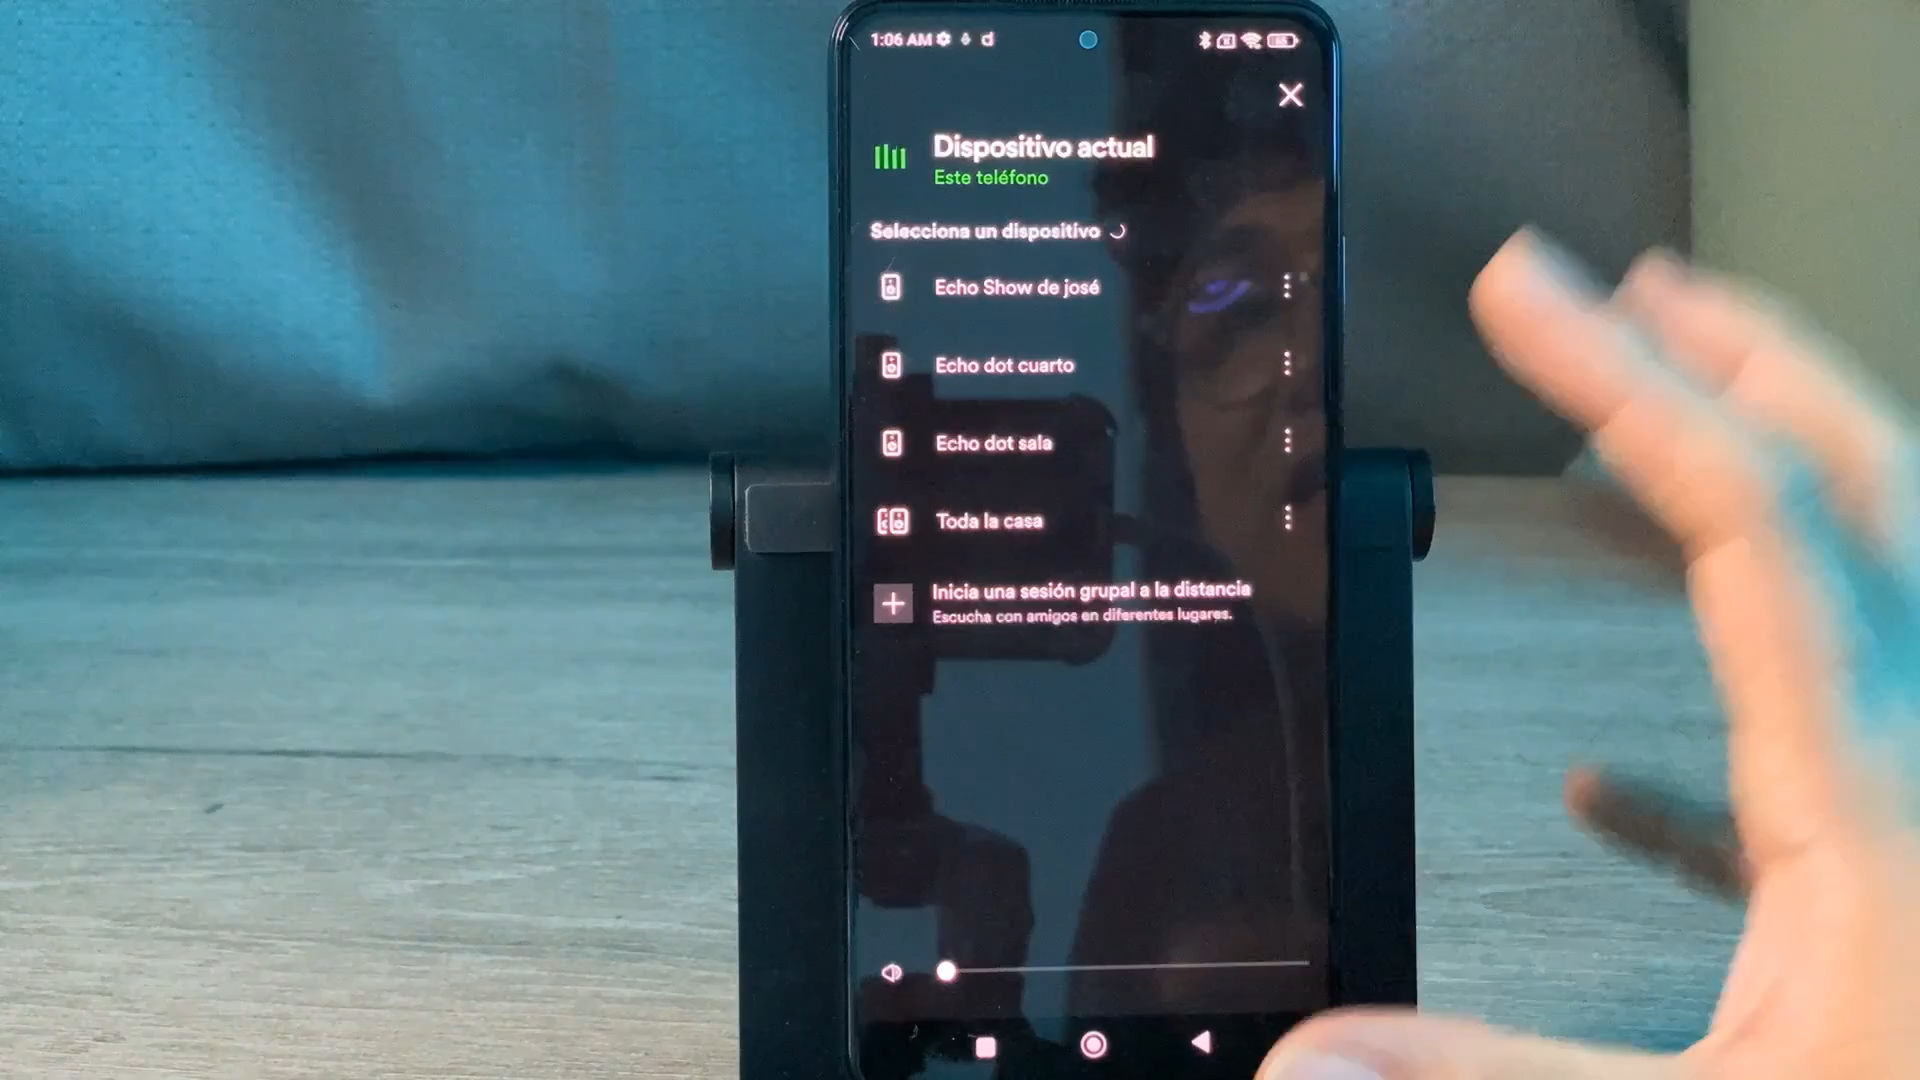 1:06 AM
Dispositivo actual
Este teléfono
Selecciona un dispositivo
Echo Show de josé
Echo dot cuarto
Echo dot sala
Toda la casa
Inicia una sesión grupal a la distancia
Escucha con amigos en diferentes lugares.